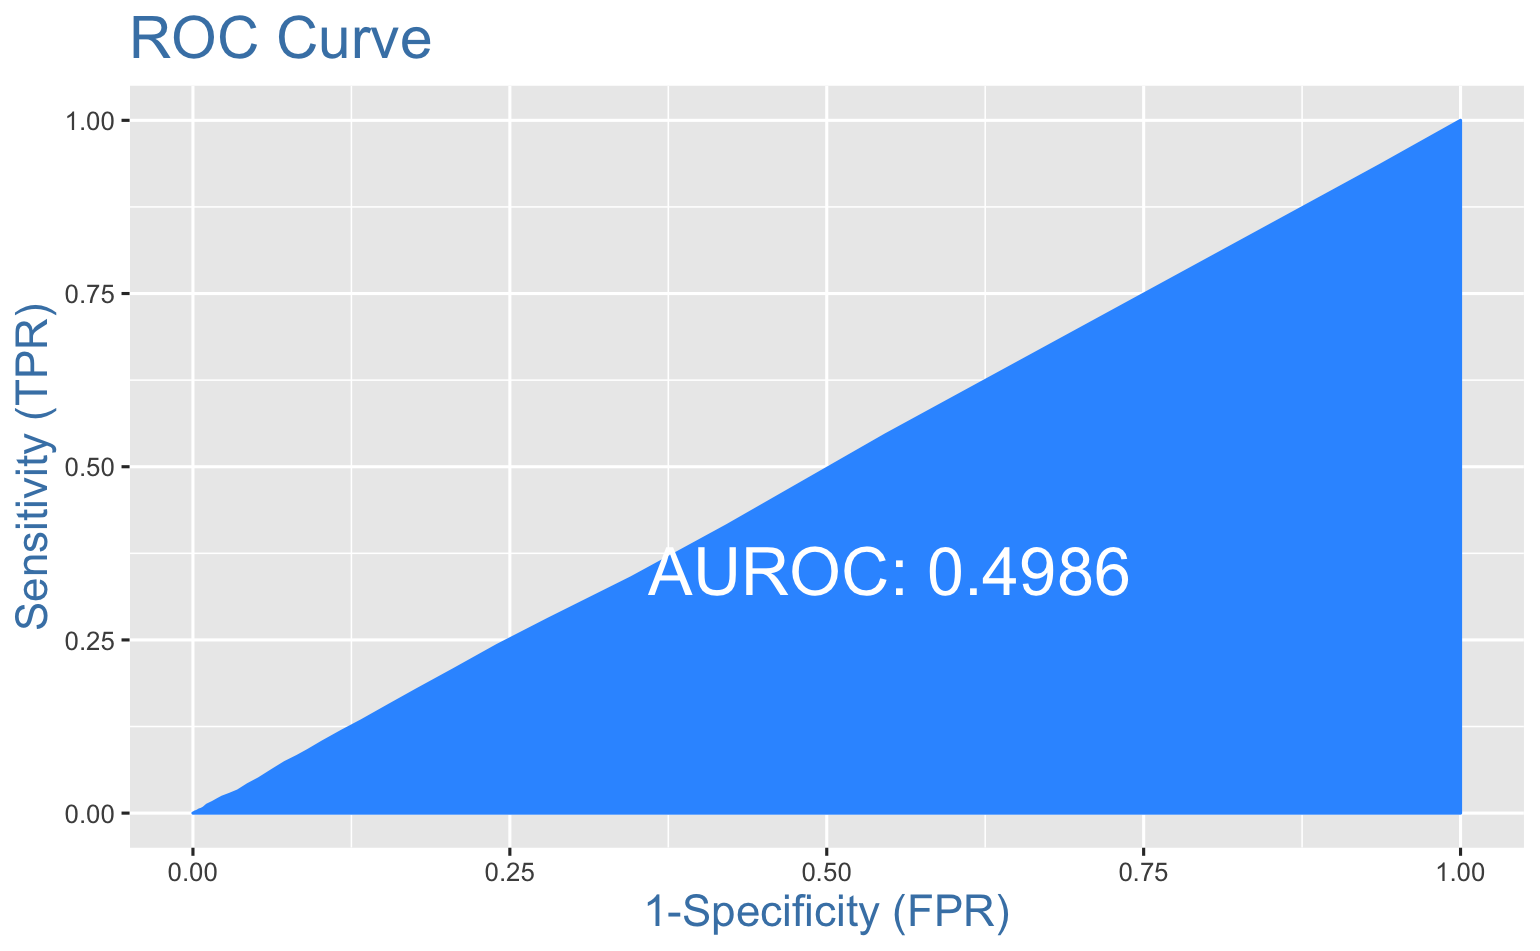 ROC Curve
Sensitivity (TPR)
1.00
0.75
0.50
0.25
0.00
AUROC: 0.4986
0.00 0.25 0.50 0.75 1.00
1-Specificity (FPR)